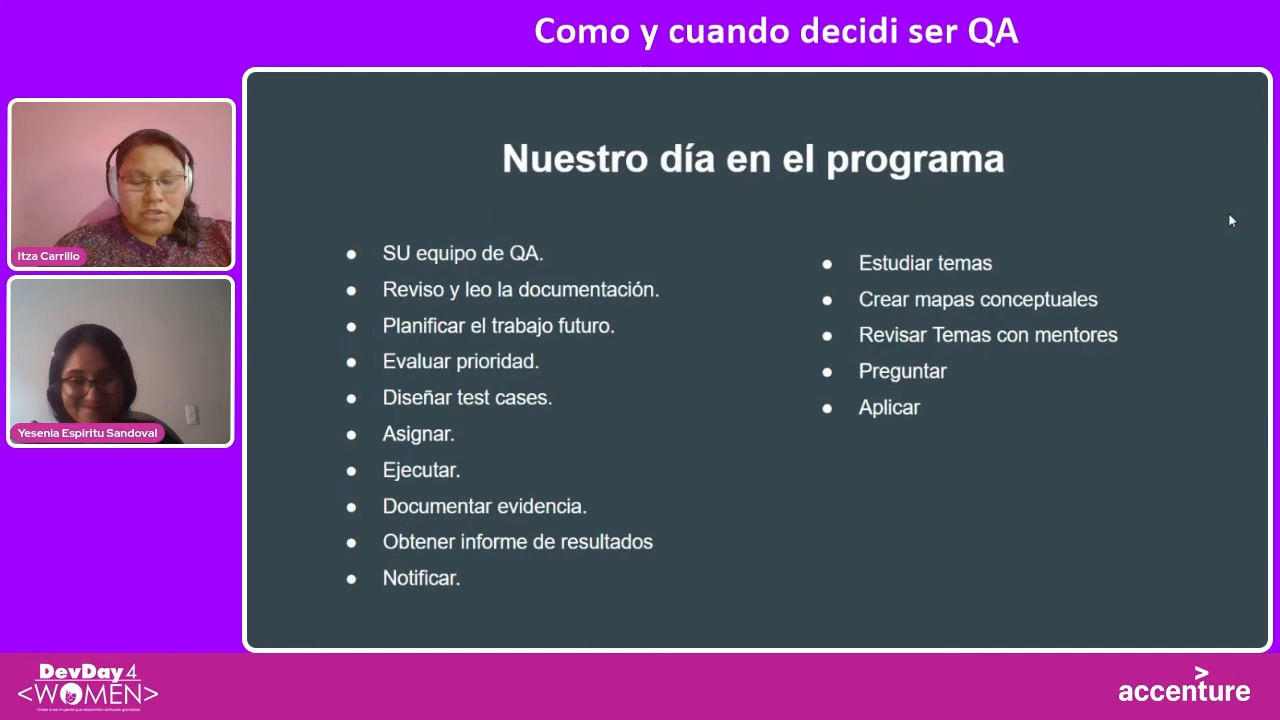 Como y cuando decidi ser QA
Nuestro día en el programa
SU equipo de QA.
Reviso y leo la documentación.
Planificar el trabajo futuro.
Evaluar prioridad.
Diseñar test cases.
Asignar.
Ejecutar.
Documentar evidencia.
Obtener informe de resultados
Notificar.
Estudiar temas
Crear mapas conceptuales
Revisar Temas con mentores
Preguntar
Aplicar
Itza Carrillo
Yesenia Espiritu Sandoval
DevDay4
<WOMEN>
accenture